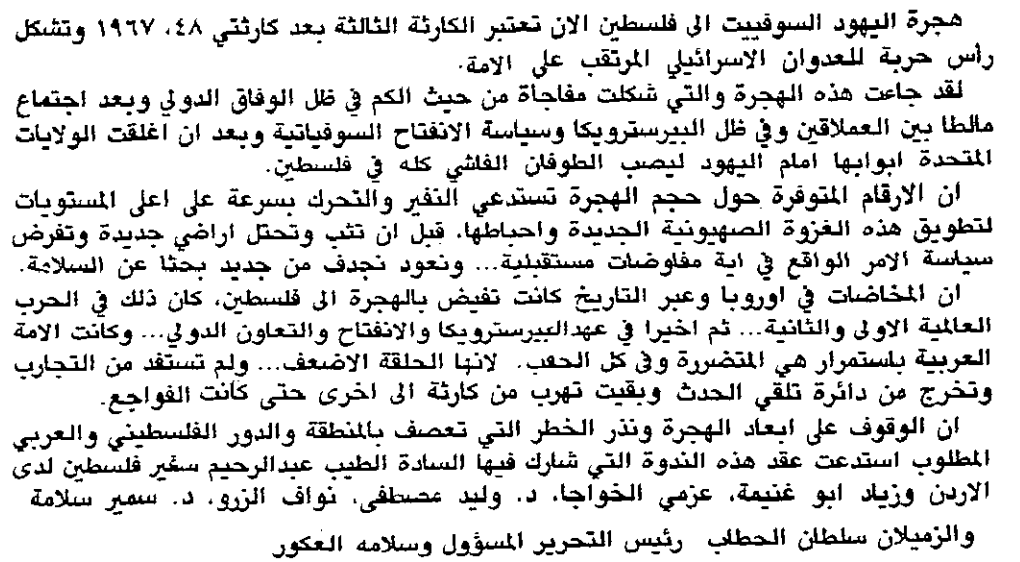 هجرة اليهود السوفييت الى فلسطين الان تعتبر الكارثة الثالثة بعد كارثتي ٤٨، ١٩٦٧ وتشكل
رأس حربة للعدوان الاسرائيلي المرتقب على الامة.
لقد جاءت هذه الهجرة والتي شكلت مفاجأة من حيث الكم في ظل الوفاق الدولي وبعد اجتماع
مالطا بين العملاقين وفي ظل البيرسترويكا وسياسة الانفتاح السوفياتية وبعد ان اغلقت الولايات
المتحدة ابوابها امام اليهود ليصب الطوفان الفاشي كله في فلسطين.
ان الارقام المتوفرة حول حجم الهجرة تستدعي النفير والتحرك بسرعة على اعلى المستويات
لتطويق هذه الغزوة الصهيونية الجديدة واحباطها، قبل ان تثب وتحتل اراضي جديدة وتفرض
سياسة الامر الواقع في اية مفاوضات مستقبلية... ونعود نجدف من جديد بحثا عن السلامة.
ان المخاضات في اوروبا وعبر التاريخ كانت تفيض بالهجرة الى فلسطين، كان ذلك في الحرب
العالمية الاولى والثانية... ثم اخيرا في عهد البيرسترويكا والانفتاح والتعاون الدولي... وكانت الامة
العربية باستمرار هي المتضررة وفي كل الحقب. لانها الحلقة الاضعف... ولم تستفد من التجارب
وتخرج من دائرة تلقي الحدث وبقيت تهرب من كارثة الى اخرى حتى كانت الفواجع.
ان الوقوف على ابعاد الهجرة ونذر الخطر التي تعصف بالمنطقة والدور الفلسطيني والعربي
المطلوب استدعت عقد هذه الندوة التي شارك فيها السادة الطيب عبدالرحيم سفير فلسطين لدى
الاردن وزياد ابو غنيمة، عزمي الخواجا، د. وليد مصطفى، نواف الزرو، د. سمير سلامة
والزميلان سلطان الحطاب رئيس التحرير المسؤول وسلامه العكور